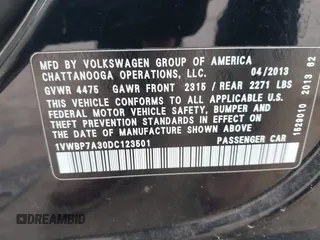 MFD BY VOLKSWAGEN GROUP OF AMERICA
CHATTANOOGA OPERATIONS, LLC. 04/2013
GVWR 4475 GAWR FRONT 2315 / REAR 2271 LBS
THIS VEHICLE CONFORMS TO ALL APPLICABLE U.S.
FEDERAL MOTOR VEHICLE SAFETY, BUMPER, AND
THEFT PREVENTION STANDARDS IN EFFECT ON THE
DATE OF MANUFACTURE SHOWN ABOVE.
1VWBP7A30DC123501 PASSENGER CAR
1529010 2013 62
DREAMBID